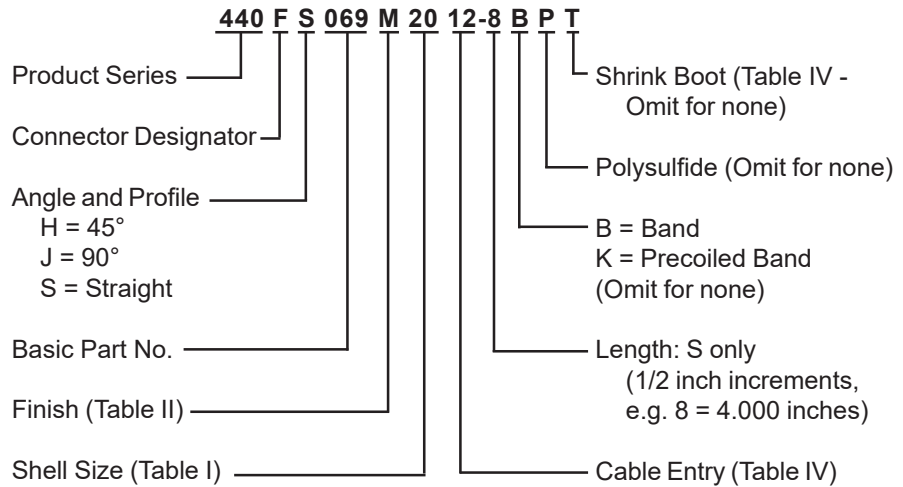 440 F S 069 M 20 12-8 B P T
Product Series
Connector Designator
Angle and Profile
H = 45°
J = 90°
S = Straight
Basic Part No.
Finish (Table II)
Shell Size (Table I)
Shrink Boot (Table IV -
Omit for none)
Polysulfide (Omit for none)
B = Band
K = Precoiled Band
(Omit for none)
Length: S only
(1/2 inch increments,
e.g. 8 = 4.000 inches)
Cable Entry (Table IV)